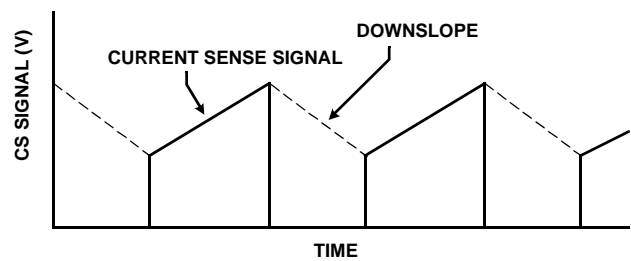 DOWNSLOPE
CURRENT SENSE SIGNAL
CS SIGNAL (V)
TIME